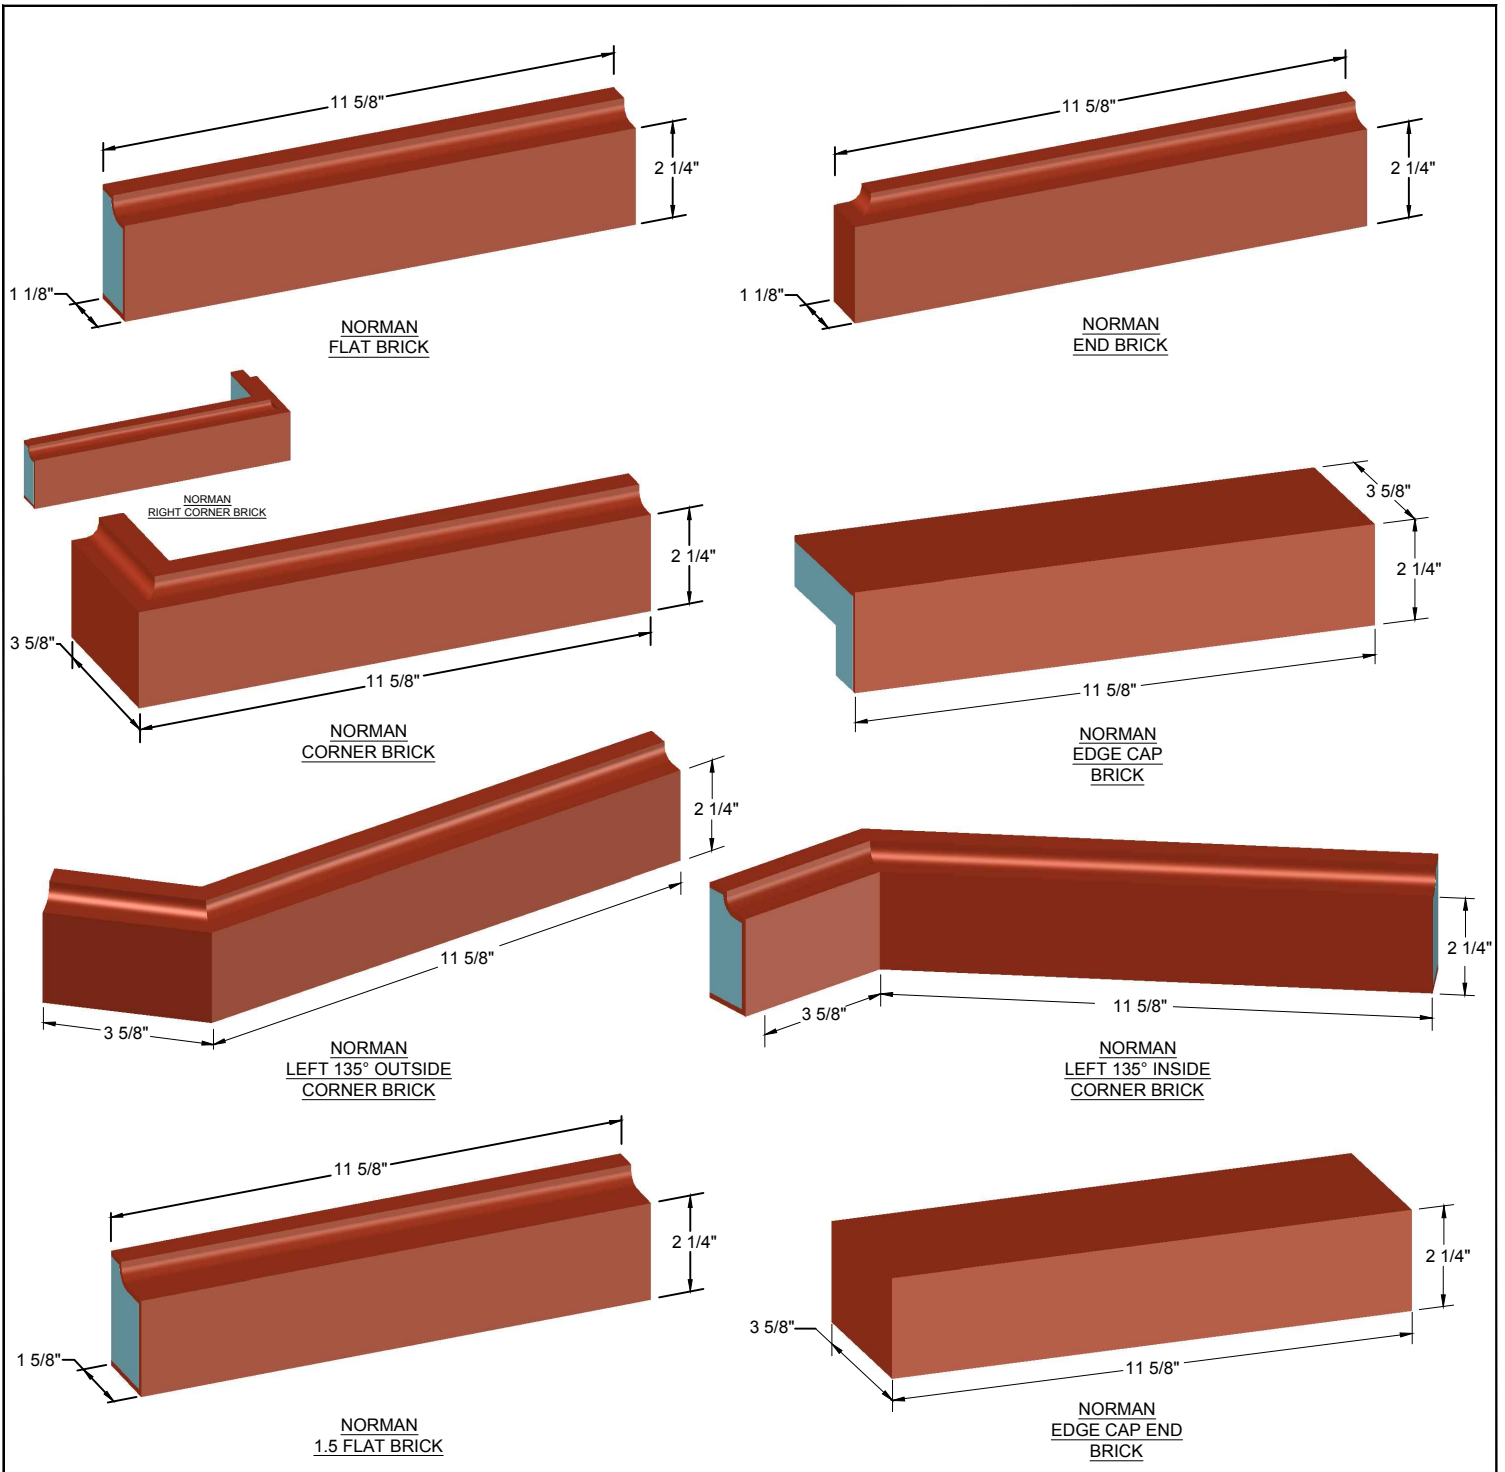 11 5/8"
2 1/4"
1 1/8"
NORMAN
FLAT BRICK
11 5/8"
2 1/4"
1 1/8"
NORMAN
END BRICK
NORMAN
RIGHT CORNER BRICK
2 1/4"
3 5/8"
11 5/8"
NORMAN
CORNER BRICK
3 5/8"
2 1/4"
11 5/8"
NORMAN
EDGE CAP
BRICK
2 1/4"
11 5/8"
3 5/8"
NORMAN
LEFT 135° OUTSIDE
CORNER BRICK
2 1/4"
3 5/8"
11 5/8"
NORMAN
LEFT 135° INSIDE
CORNER BRICK
11 5/8"
2 1/4"
1 5/8"
NORMAN
1.5 FLAT BRICK
2 1/4"
3 5/8"
11 5/8"
NORMAN
EDGE CAP END
BRICK